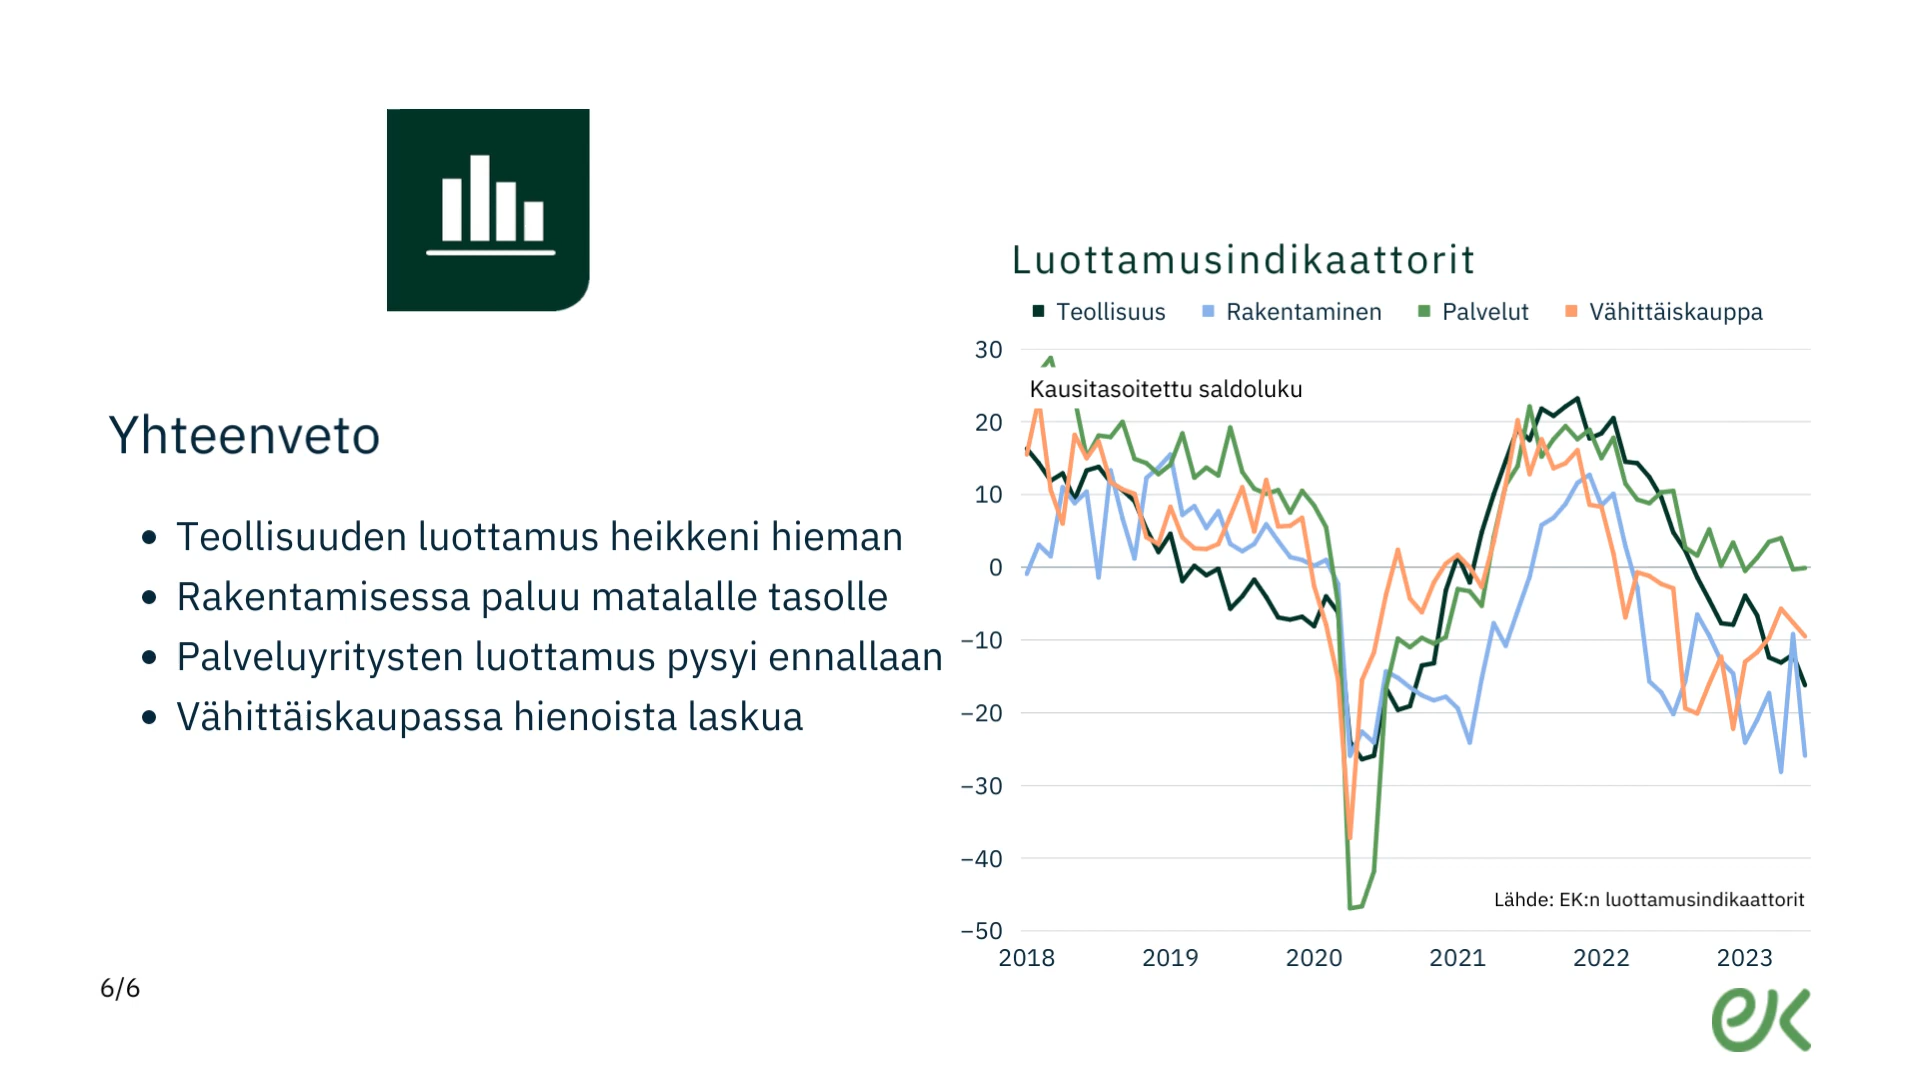 Yhteenveto
Teollisuuden luottamus heikkeni hieman
Rakentamisessa paluu matalalle tasolle
Palveluyritysten luottamus pysyi ennallaan
Vähittäiskaupassa hienoista laskua
6/6
Luottamusindikaattorit
Teollisuus Rakentaminen Palvelut Vähittäiskauppa
30
Kausitasoitettu saldoluku
20
10
0
−10
−20
−30
−40
Lähde: EK:n luottamusindikaattorit
−50
2018 2019 2020 2021 2022 2023
ek